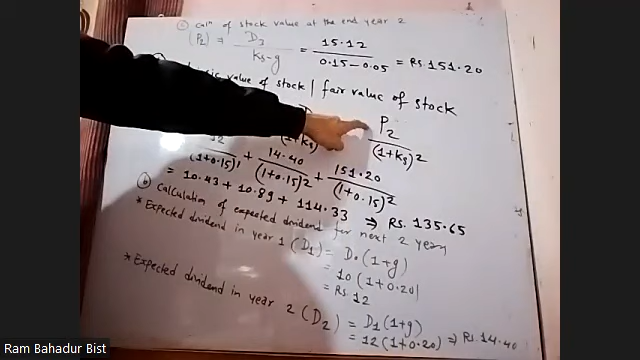 (c) Caln of stock value at the end year 2
(P2) = D3 / Ks-g = 15.12 / 0.15-0.05 = Rs.151.20
value of stock | fair value of stock
P2 / (1+ks)2
12 / (1+0.15)1 + 14.40 / (1+0.15)2 + 151.20 / (1+0.15)2
= 10.43 + 10.89 + 114.33 ⇒ Rs. 135.65
(b) Calculation of expected dividend for next 2 years
* Expected dividend in year 1 (D1) = D0 (1+g)
= 10 (1+0.20)
= Rs. 12
* Expected dividend in year 2 (D2) = D1 (1+g)
= 12 (1+0.20) ⇒ Rs.14.40
Ram Bahadur Bist